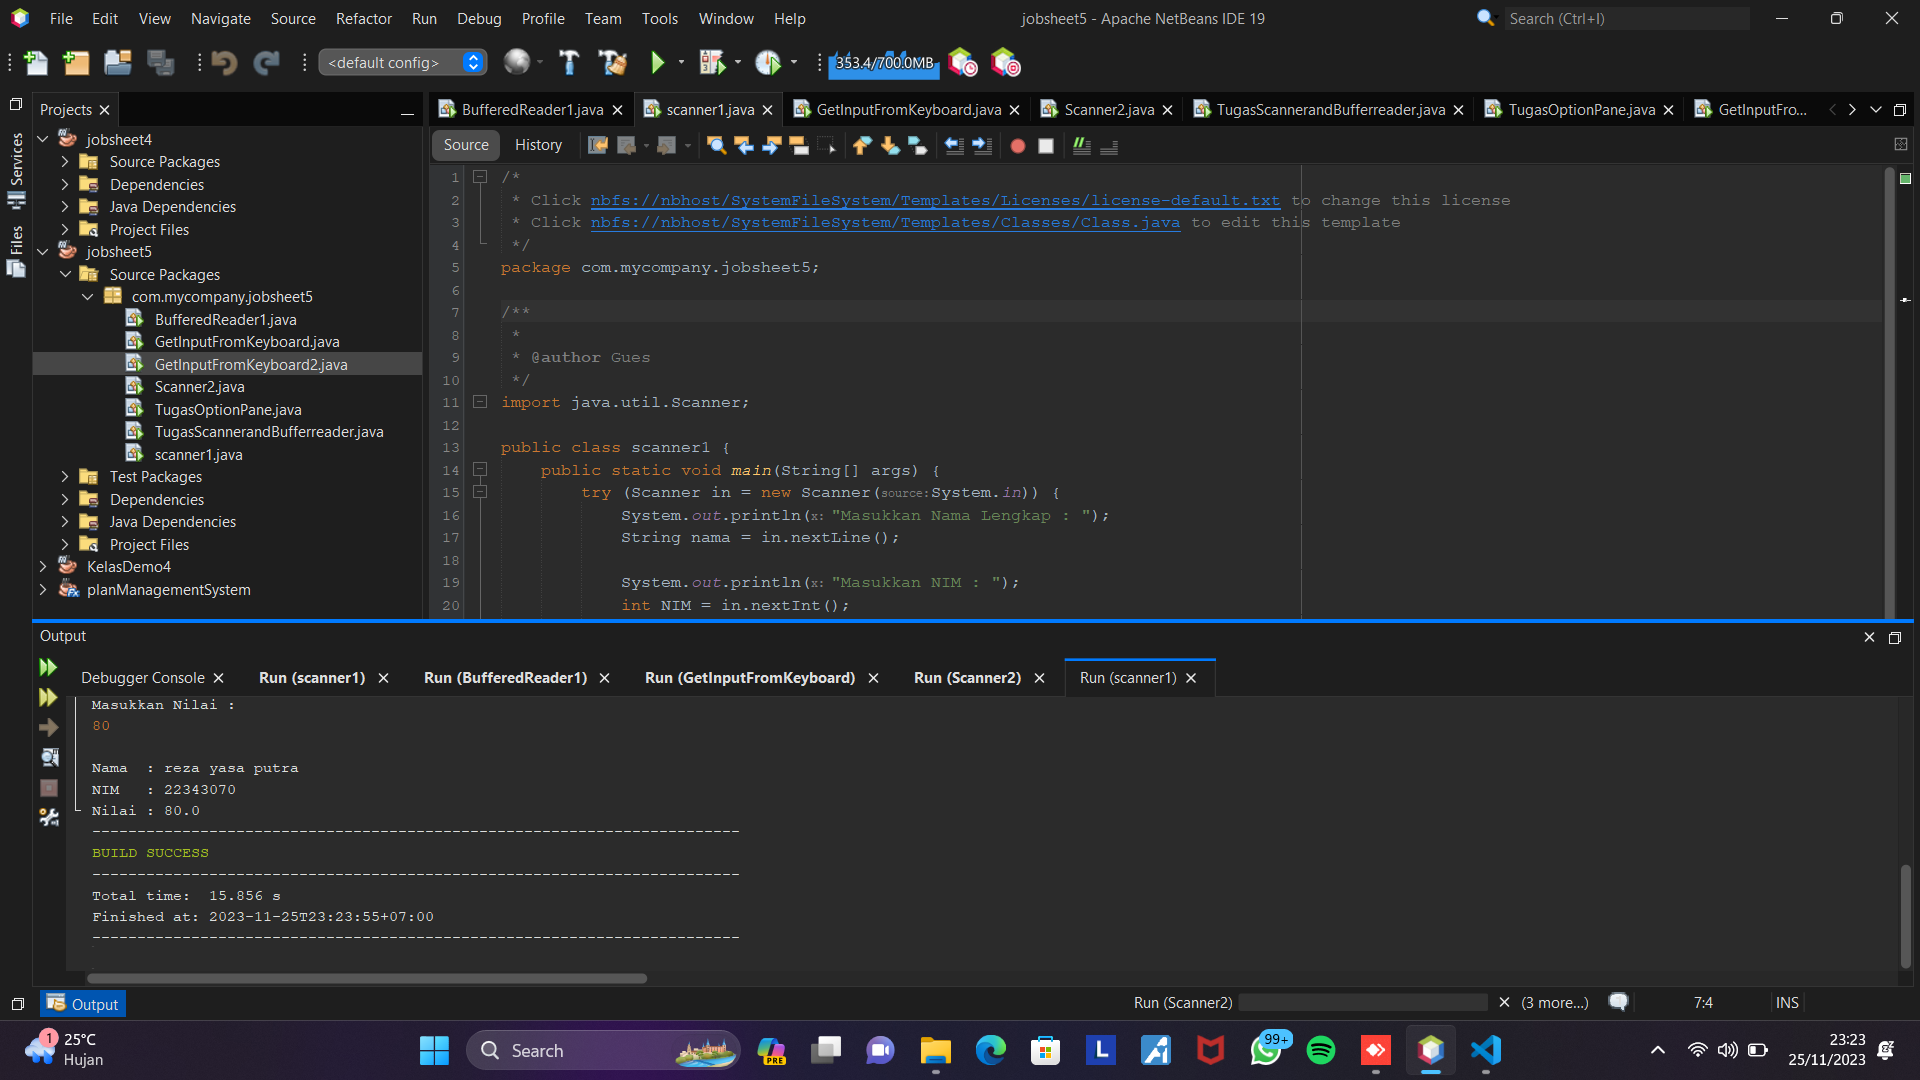 File Edit View Navigate Source Refactor Run Debug Profile Team Tools Window Help jobsheet5 - Apache NetBeans IDE 19 Search (Ctrl+I)
<default config> 353.4/700.0MB
Services
Files
Projects
jobsheet4
Source Packages
Dependencies
Java Dependencies
Project Files
jobsheet5
Source Packages
com.mycompany.jobsheet5
BufferedReader1.java
GetInputFromKeyboard.java
GetInputFromKeyboard2.java
Scanner2.java
TugasOptionPane.java
TugasScannerandBufferreader.java
scanner1.java
Test Packages
Dependencies
Java Dependencies
Project Files
KelasDemo4
planManagementSystem
BufferedReader1.java scanner1.java GetInputFromKeyboard.java Scanner2.java TugasScannerandBufferreader.java TugasOptionPane.java GetInputFro...
Source History
1 /*
2 * Click nbfs://nbhost/SystemFileSystem/Templates/Licenses/license-default.txt to change this license
3 * Click nbfs://nbhost/SystemFileSystem/Templates/Classes/Class.java to edit this template
4 */
5 package com.mycompany.jobsheet5;
6
7 /**
8 *
9 * @author Gues
10 */
11 import java.util.Scanner;
12
13 public class scanner1 {
14 public static void main(String[] args) {
15 try (Scanner in = new Scanner(source:System.in)) {
16 System.out.println(x: "Masukkan Nama Lengkap : ");
17 String nama = in.nextLine();
18
19 System.out.println(x: "Masukkan NIM : ");
20 int NIM = in.nextInt();
Output
Debugger Console Run (scanner1) Run (BufferedReader1) Run (GetInputFromKeyboard) Run (Scanner2) Run (scanner1)
Masukkan Nilai :
80
Nama : reza yasa putra
NIM : 22343070
Nilai : 80.0
------------------------------------------------------------------------
BUILD SUCCESS
------------------------------------------------------------------------
Total time: 15.856 s
Finished at: 2023-11-25T23:23:55+07:00
------------------------------------------------------------------------
Output Run (Scanner2) (3 more...) 7:4 INS
1 25°C
Hujan
Search
PRE
L
99+
23:23
25/11/2023